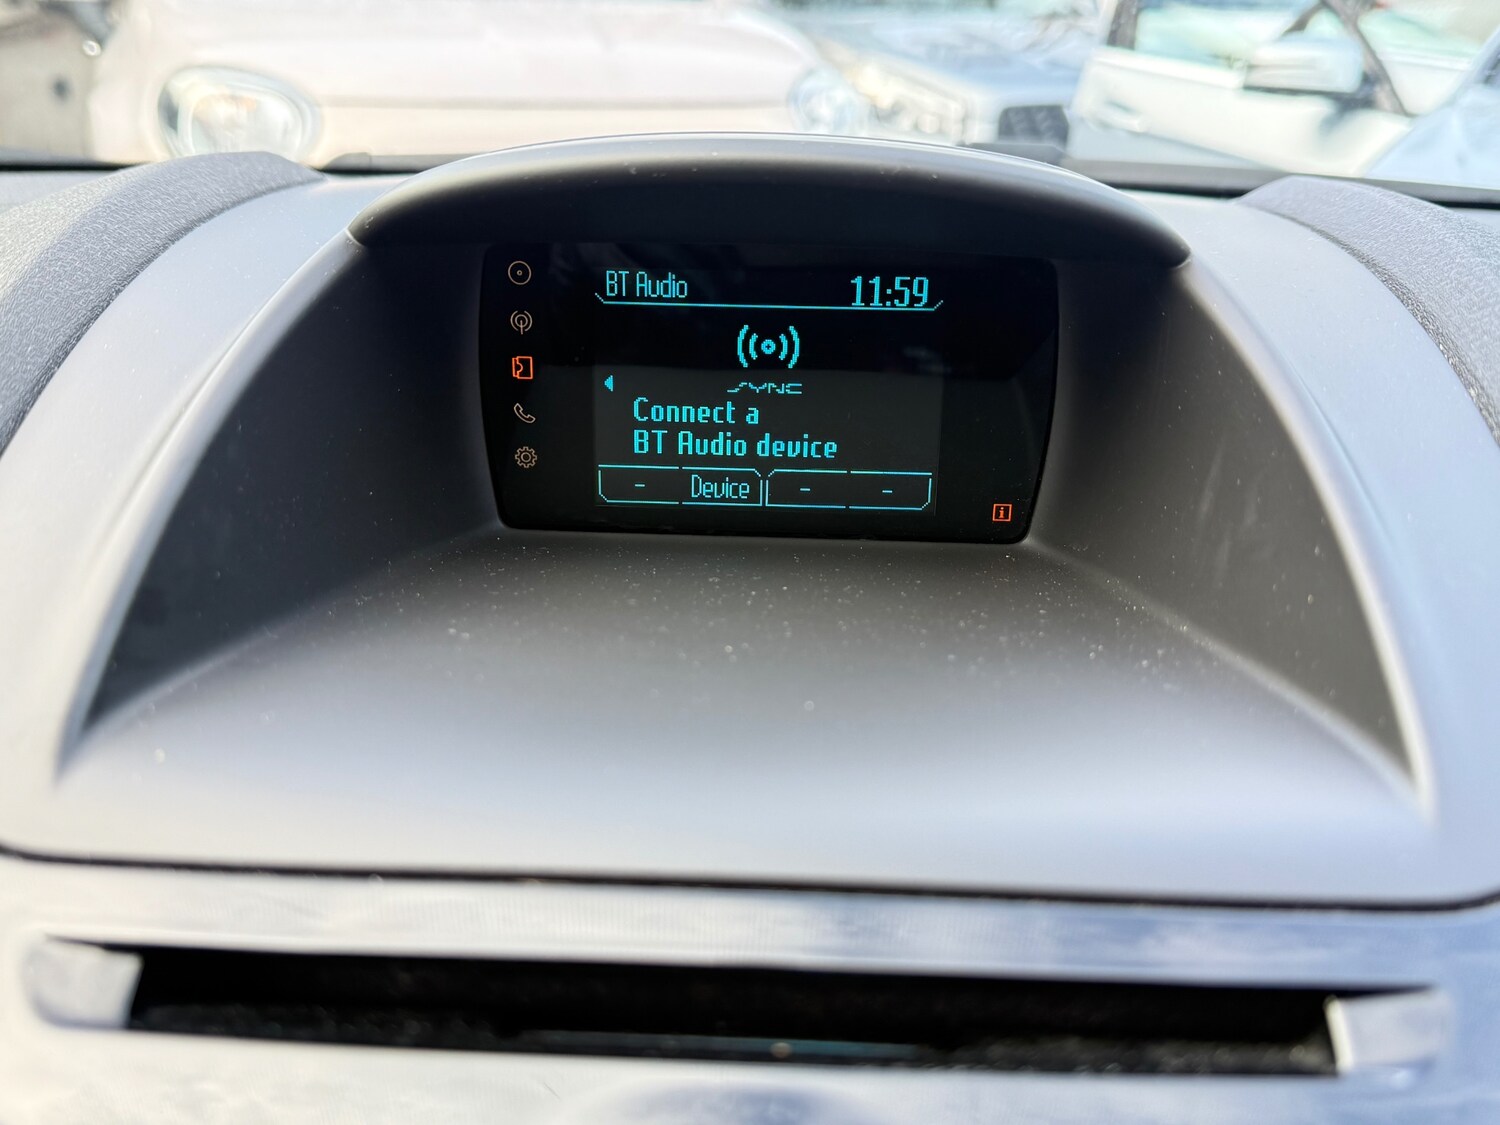 BT Audio 11:59
SYNC
Connect a
BT Audio device
- Device - -
i